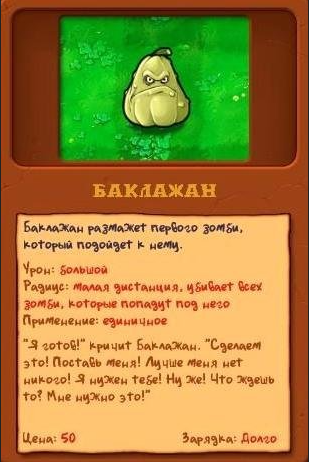 БАКЛАЖАН
Баклажан размажет первого зомби,
который подойдет к нему.
Урон: большой
Радиус: малая дистанция, убивает всех
зомби, которые попадут под него
Применение: единичное
"Я готов!" кричит Баклажан. "Сделаем
это! Поставь меня! Лучше меня нет
никого! Я нужен тебе! Ну же! Что ждешь
то? Мне нужно это!"
Цена: 50 Зарядка: Долго